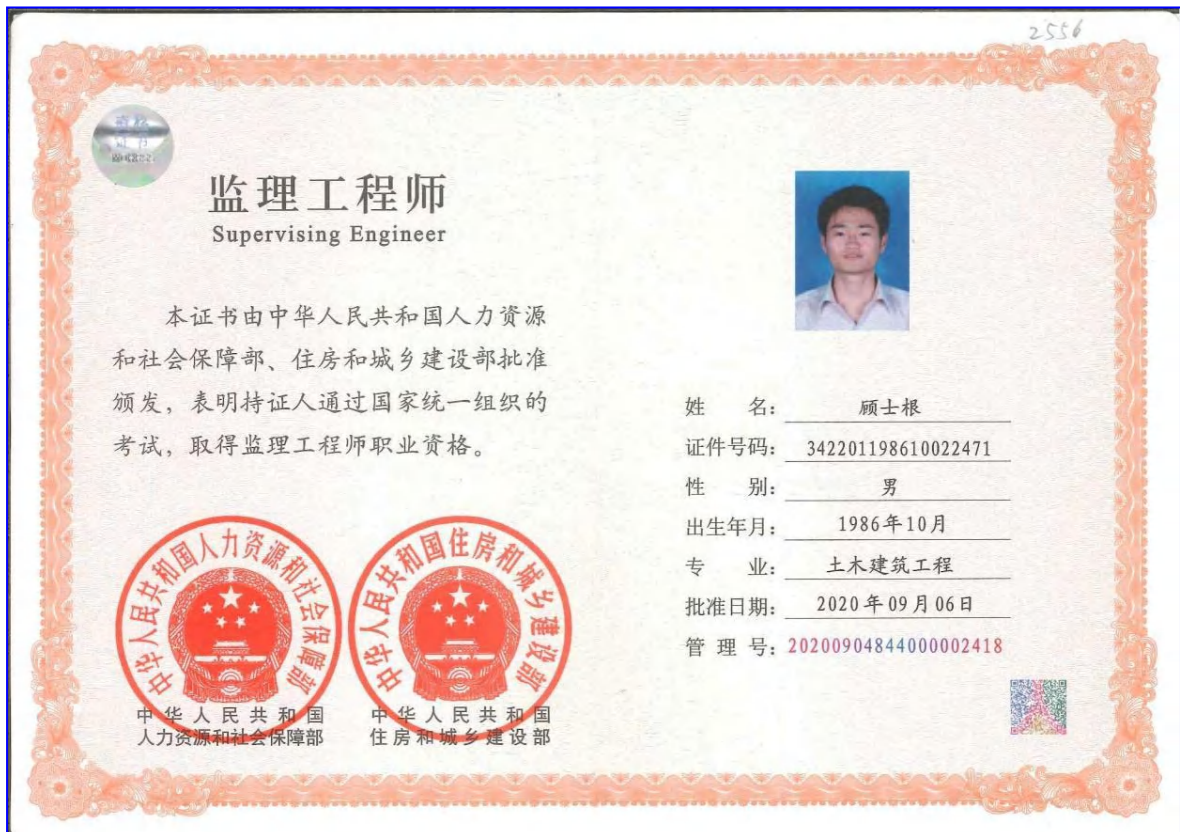 2556
监理工程师
Supervising Engineer
本证书由中华人民共和国人力资源
和社会保障部、住房和城乡建设部批准
颁发，表明持证人通过国家统一组织的
考试，取得监理工程师职业资格。
中华人民共和国人力资源和社会保障部
中华人民共和国住房和城乡建设部
中华人民共和国
人力资源和社会保障部
中华人民共和国
住房和城乡建设部
姓 名：顾士根
证件号码：342201198610022471
性 别：男
出生年月：1986年10月
专 业：土木建筑工程
批准日期：2020年09月06日
管 理 号：20200904844000002418